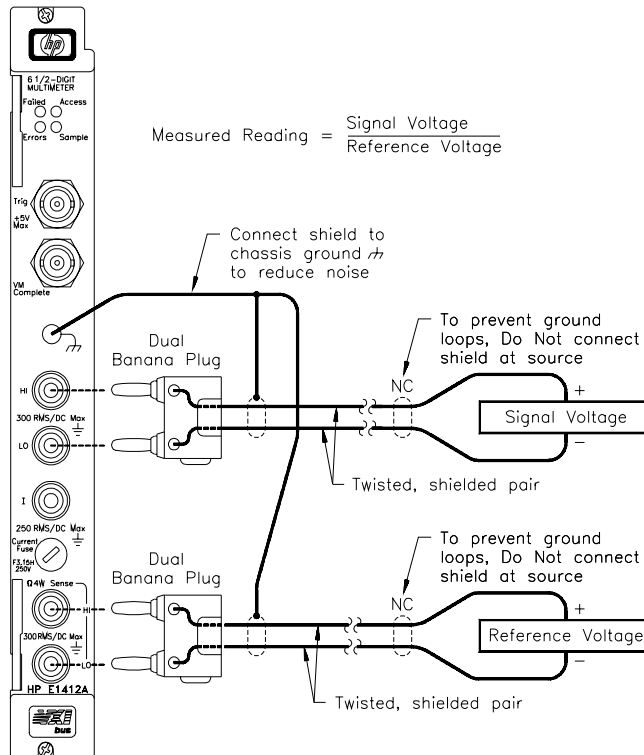 hp
6 1/2-DIGIT
MULTIMETER
Failed Access
Errors Sample
Measured Reading = Signal Voltage
Reference Voltage
Trig
+5V
Max
VM
Complete
Connect shield to
chassis ground
to reduce noise
Dual
Banana Plug
To prevent ground
loops, Do Not connect
shield at source
NC
HI
300 RMS/DC Max
LO
+
Signal Voltage
–
Twisted, shielded pair
I
250 RMS/DC Max
Current
Fuse
F3.15H
250V
Ω4W Sense
HI
300RMS/DC Max
LO
HP E1412A
Dual
Banana Plug
To prevent ground
loops, Do Not connect
shield at source
NC
+
Reference Voltage
–
Twisted, shielded pair
VXI
bus